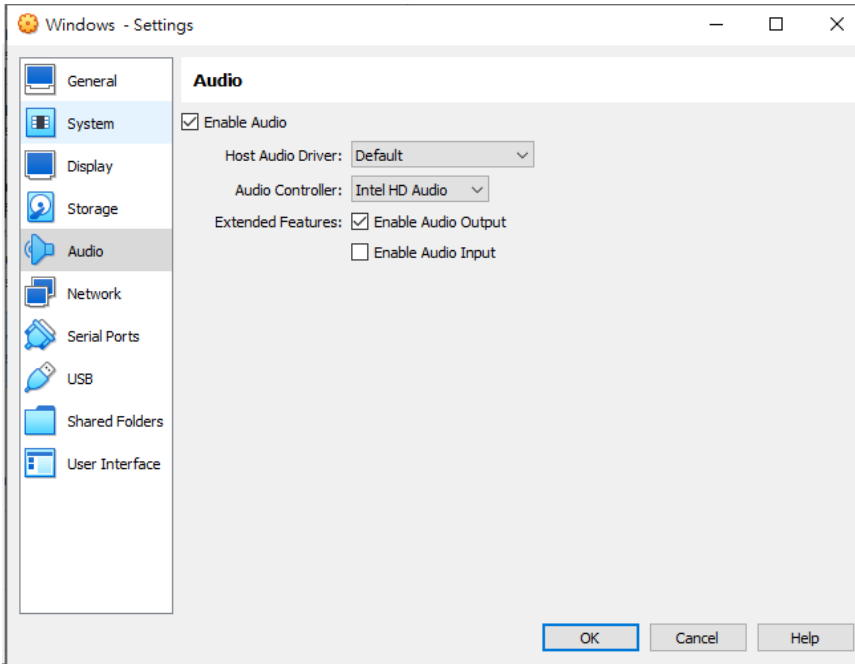 Windows - Settings
General
System
Display
Storage
Audio
Network
Serial Ports
USB
Shared Folders
User Interface
Audio
Enable Audio
Host Audio Driver: Default
Audio Controller: Intel HD Audio
Extended Features: Enable Audio Output
Enable Audio Input
OK Cancel Help